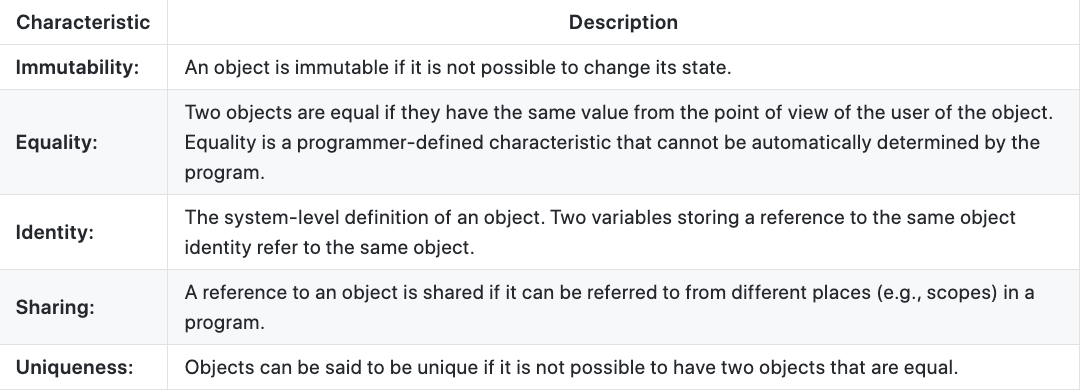 Characteristic Description
Immutability: An object is immutable if it is not possible to change its state.
Two objects are equal if they have the same value from the point of view of the user of the object.
Equality: Equality is a programmer-defined characteristic that cannot be automatically determined by the
program.
Identity: The system-level definition of an object. Two variables storing a reference to the same object
identity refer to the same object.
Sharing: A reference to an object is shared if it can be referred to from different places (e.g., scopes) in a
program.
Uniqueness: Objects can be said to be unique if it is not possible to have two objects that are equal.